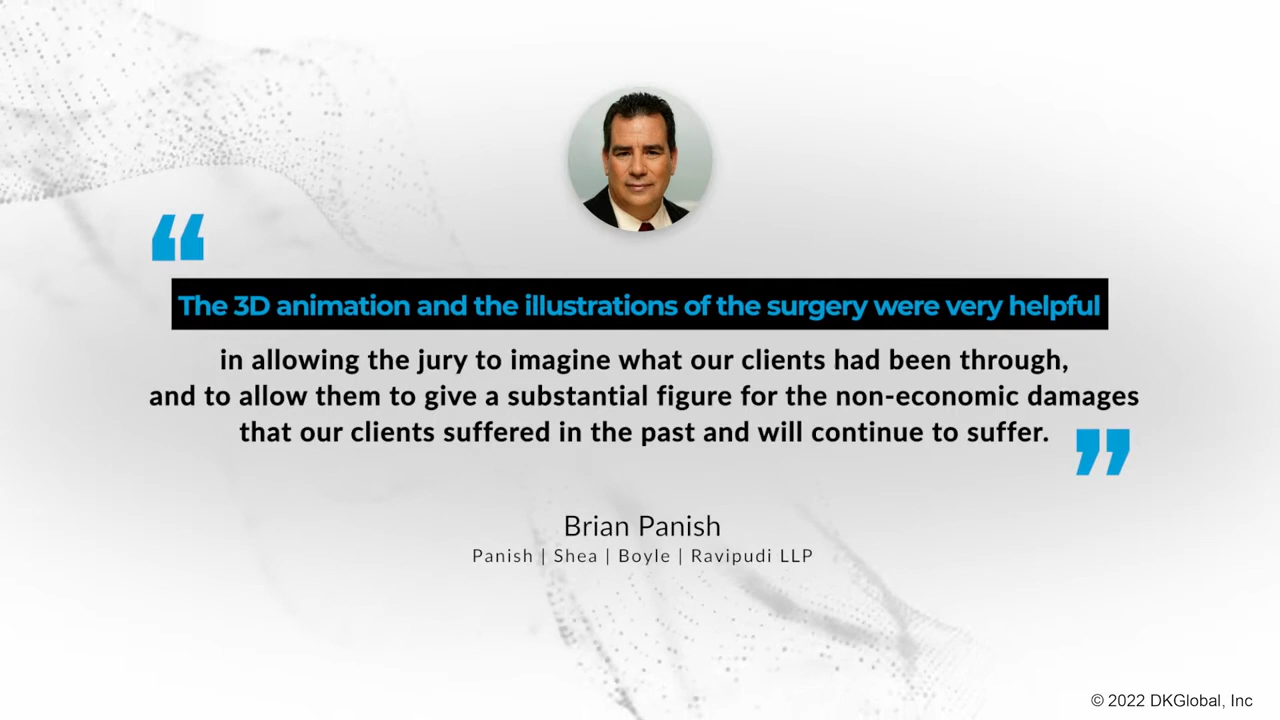 “
The 3D animation and the illustrations of the surgery were very helpful
in allowing the jury to imagine what our clients had been through,
and to allow them to give a substantial figure for the non-economic damages
that our clients suffered in the past and will continue to suffer.
”
Brian Panish
Panish | Shea | Boyle | Ravipudi LLP
© 2022 DKGlobal, Inc